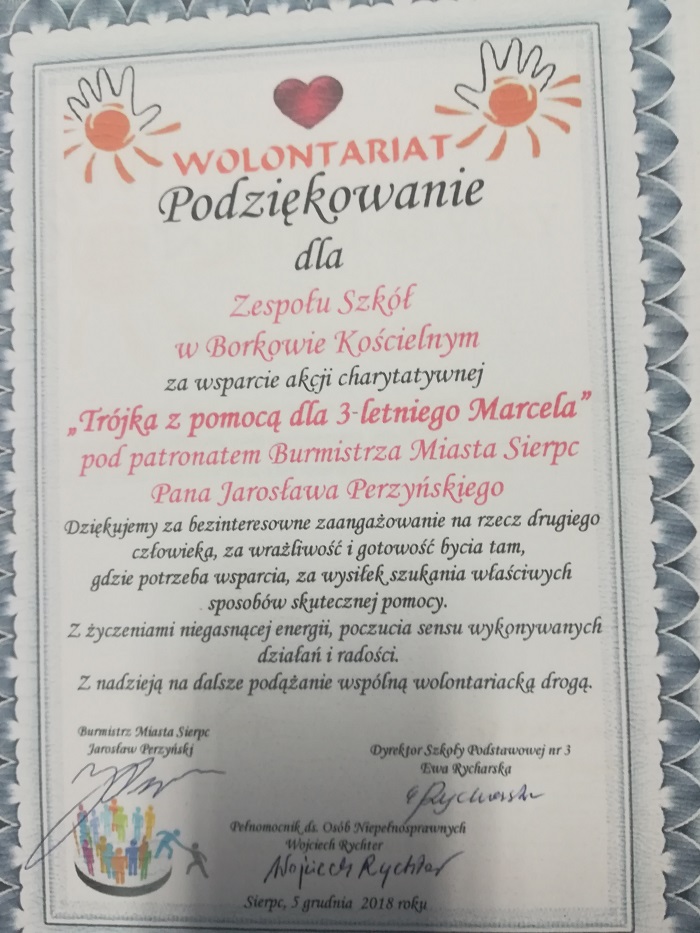 WOLONTARIAT
Podziękowanie
dla
Zespołu Szkół
w Borkowie Kościelnym
za wsparcie akcji charytatywnej
„Trójka z pomocą dla 3-letniego Marcela”
pod patronatem Burmistrza Miasta Sierpc
Pana Jarosława Perzyńskiego
Dziękujemy za bezinteresowne zaangażowanie na rzecz drugiego
człowieka, za wrażliwość i gotowość bycia tam,
gdzie potrzeba wsparcia, za wysiłek szukania właściwych
sposobów skutecznej pomocy.
Z życzeniami niegasnącej energii, poczucia sensu wykonywanych
działań i radości.
Z nadzieją na dalsze podążanie wspólną wolontariacką drogą.
Burmistrz Miasta Sierpc
Jarosław Perzyński
Dyrektor Szkoły Podstawowej nr 3
Ewa Rycharska
E Rycharska
Pełnomocnik ds. Osób Niepełnosprawnych
Wojciech Rychter
Wojciech Rychter
Sierpc, 5 grudnia 2018 roku